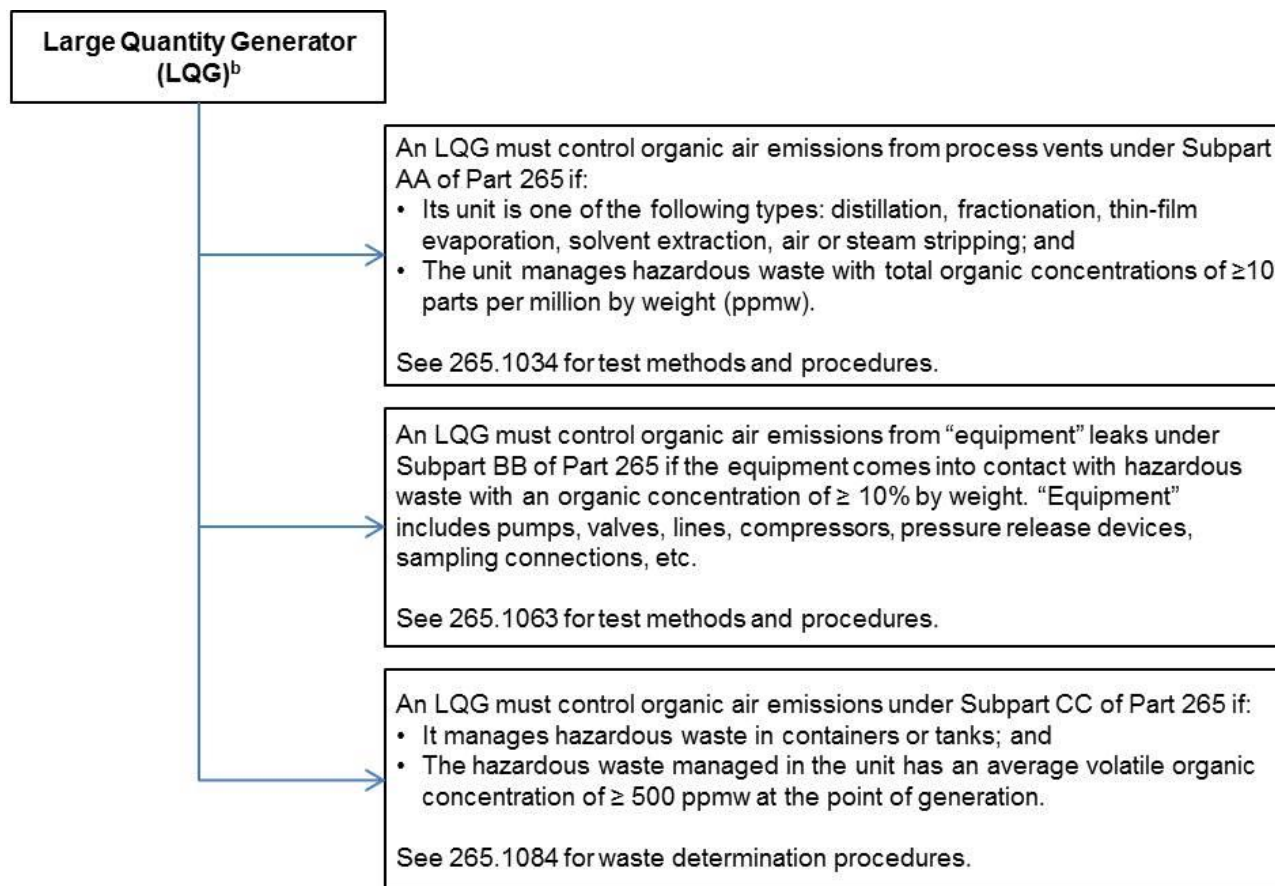 Large Quantity Generator
(LQG)ᵇ
An LQG must control organic air emissions from process vents under Subpart
AA of Part 265 if:
• Its unit is one of the following types: distillation, fractionation, thin-film
evaporation, solvent extraction, air or steam stripping; and
• The unit manages hazardous waste with total organic concentrations of ≥10
parts per million by weight (ppmw).
See 265.1034 for test methods and procedures.
An LQG must control organic air emissions from “equipment” leaks under
Subpart BB of Part 265 if the equipment comes into contact with hazardous
waste with an organic concentration of ≥ 10% by weight. “Equipment”
includes pumps, valves, lines, compressors, pressure release devices,
sampling connections, etc.
See 265.1063 for test methods and procedures.
An LQG must control organic air emissions under Subpart CC of Part 265 if:
• It manages hazardous waste in containers or tanks; and
• The hazardous waste managed in the unit has an average volatile organic
concentration of ≥ 500 ppmw at the point of generation.
See 265.1084 for waste determination procedures.